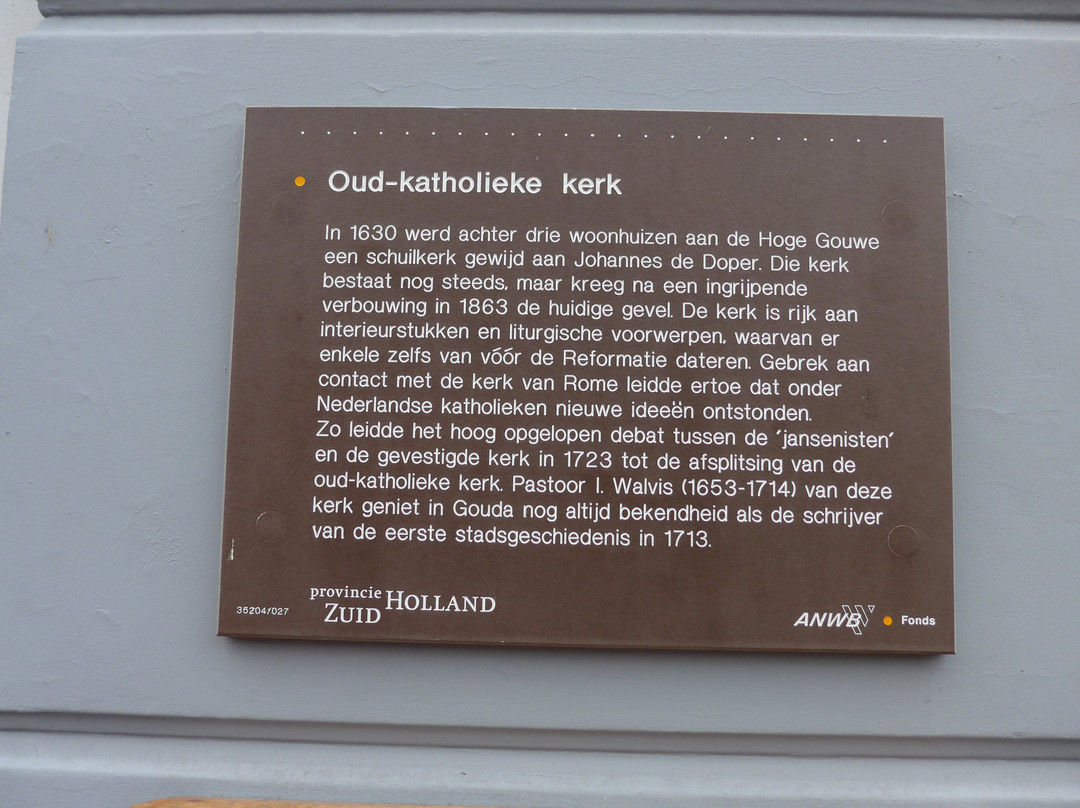 Oud-katholieke kerk
In 1630 werd achter drie woonhuizen aan de Hoge Gouwe
een schuilkerk gewijd aan Johannes de Doper. Die kerk
bestaat nog steeds, maar kreeg na een ingrijpende
verbouwing in 1863 de huidige gevel. De kerk is rijk aan
interieurstukken en liturgische voorwerpen, waarvan er
enkele zelfs van vóór de Reformatie dateren. Gebrek aan
contact met de kerk van Rome leidde ertoe dat onder
Nederlandse katholieken nieuwe ideeën ontstonden.
Zo leidde het hoog opgelopen debat tussen de 'jansenisten'
en de gevestigde kerk in 1723 tot de afsplitsing van de
oud-katholieke kerk. Pastoor I. Walvis (1653-1714) van deze
kerk geniet in Gouda nog altijd bekendheid als de schrijver
van de eerste stadsgeschiedenis in 1713.
35204/027
provincie HOLLAND
ZUID
ANWB Fonds